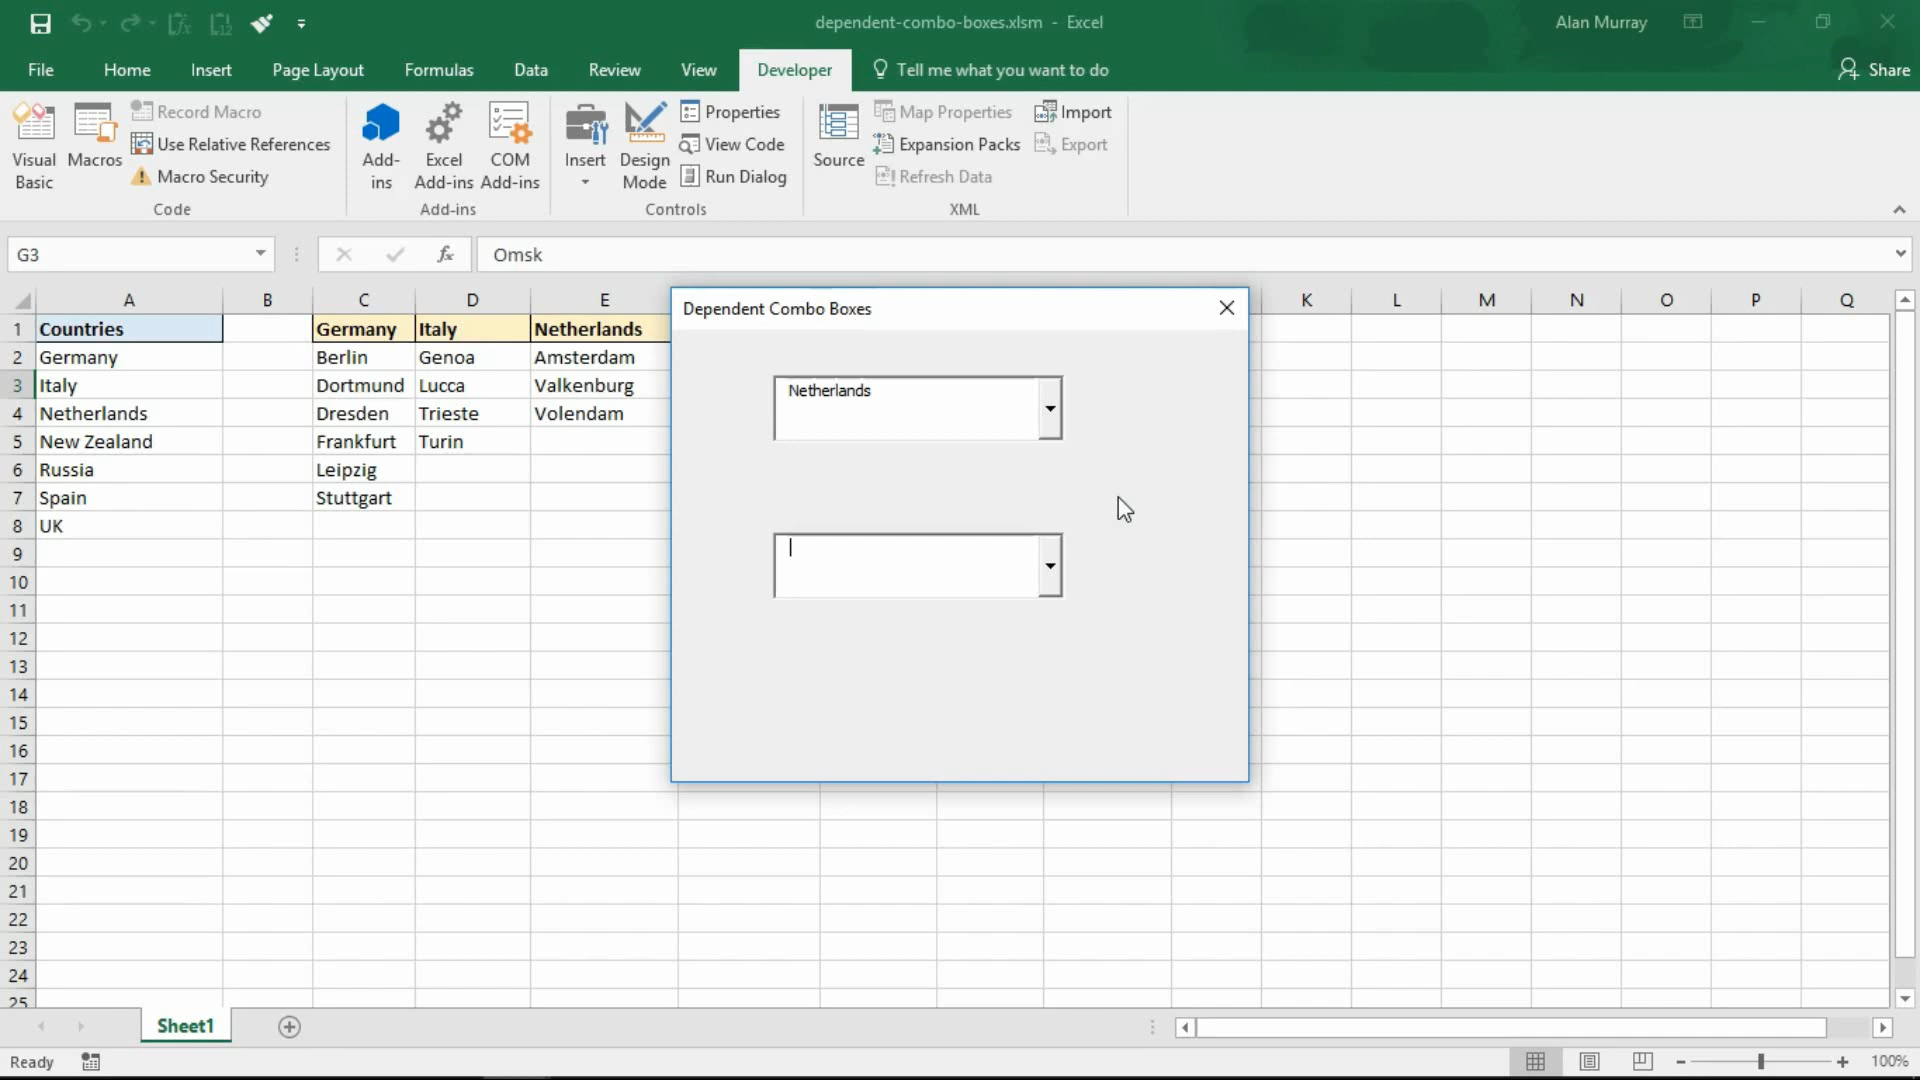 dependent-combo-boxes.xlsm - Excel
Alan Murray
File Home Insert Page Layout Formulas Data Review View Developer Tell me what you want to do Share
Visual Basic
Macros
Record Macro
Use Relative References
Macro Security
Code
Add-ins
Excel Add-ins
COM Add-ins
Add-ins
Insert
Design Mode
Properties
View Code
Run Dialog
Controls
Source
Map Properties
Expansion Packs
Refresh Data
Import
Export
XML
G3 fx Omsk
A B C D E K L M N O P Q
1 Countries Germany Italy Netherlands
2 Germany Berlin Genoa Amsterdam
3 Italy Dortmund Lucca Valkenburg
4 Netherlands Dresden Trieste Volendam
5 New Zealand Frankfurt Turin
6 Russia Leipzig
7 Spain Stuttgart
8 UK
9
10
11
12
13
14
15
16
17
18
19
20
21
22
23
24
25
Dependent Combo Boxes
Netherlands
Sheet1
Ready
100%